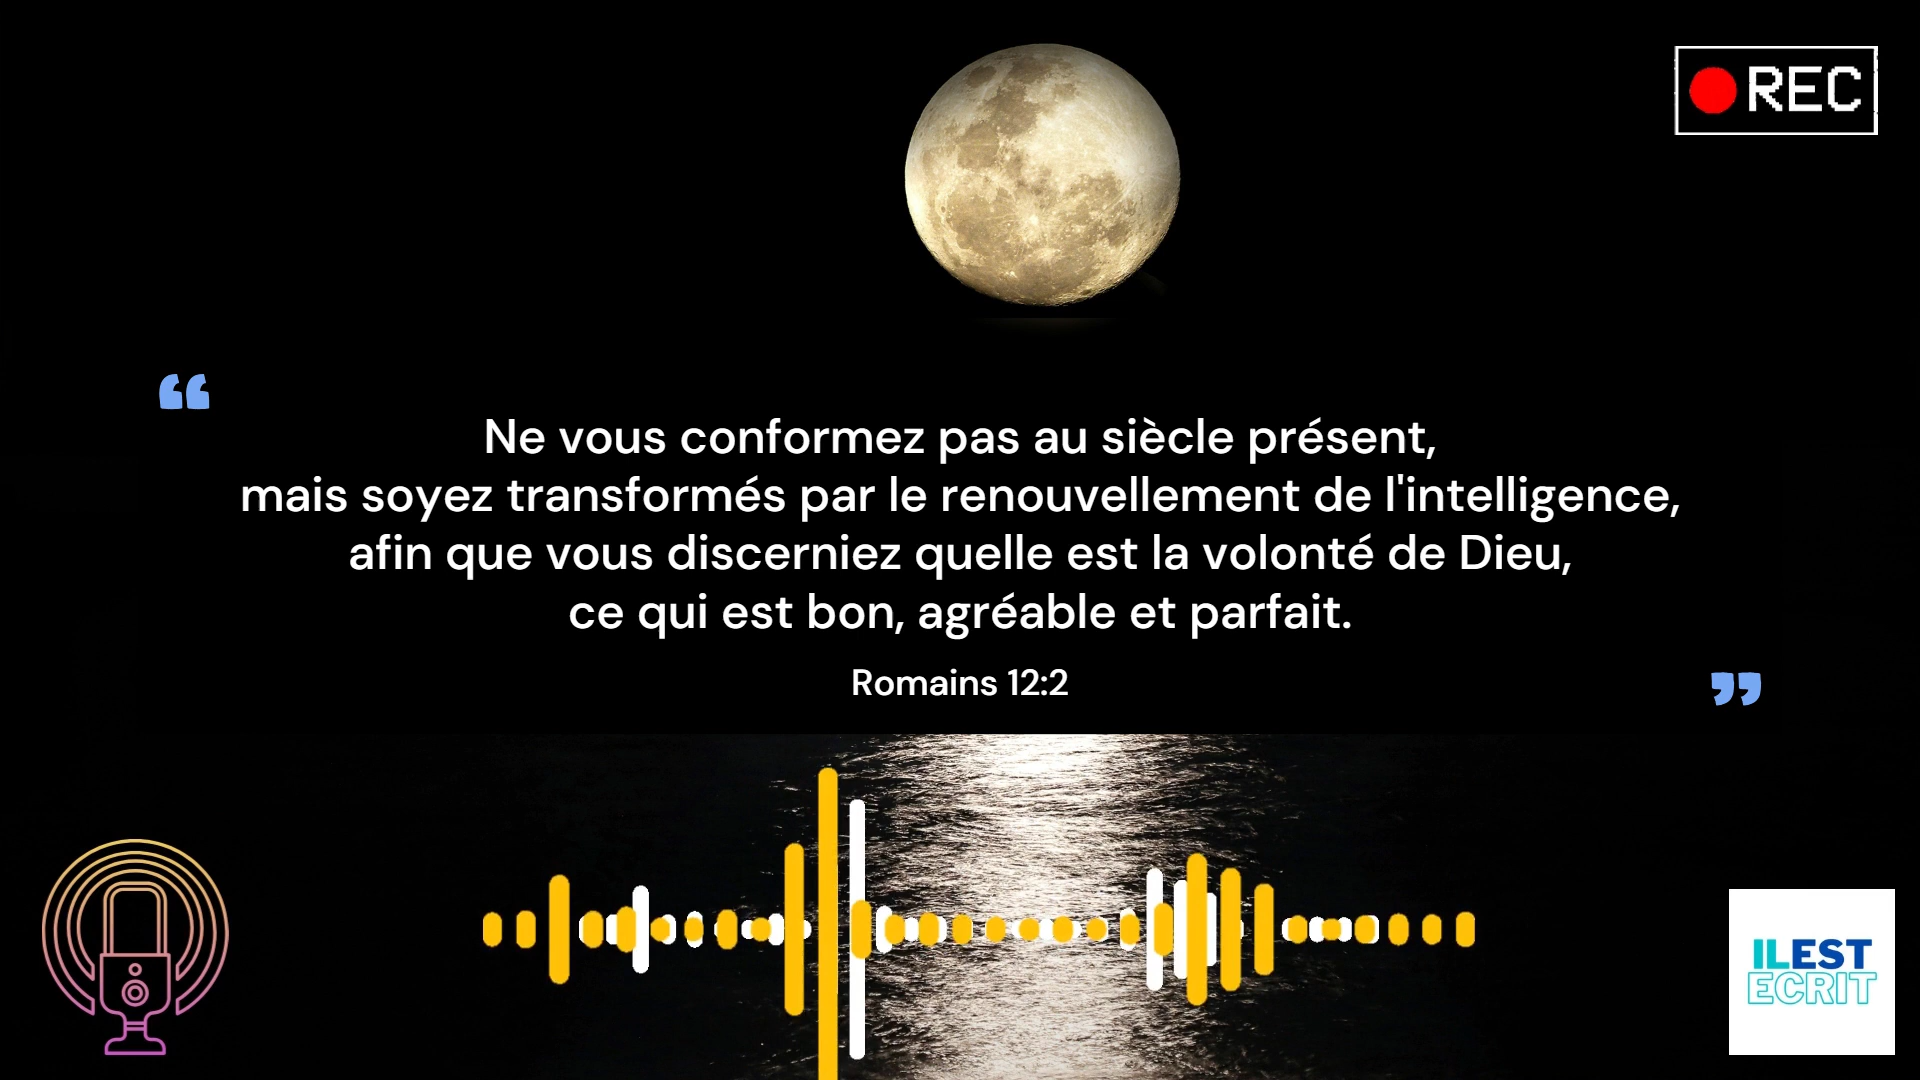 REC
“
Ne vous conformez pas au siècle présent,
mais soyez transformés par le renouvellement de l'intelligence,
afin que vous discerniez quelle est la volonté de Dieu,
ce qui est bon, agréable et parfait.
Romains 12:2
”
ILEST
ECRIT